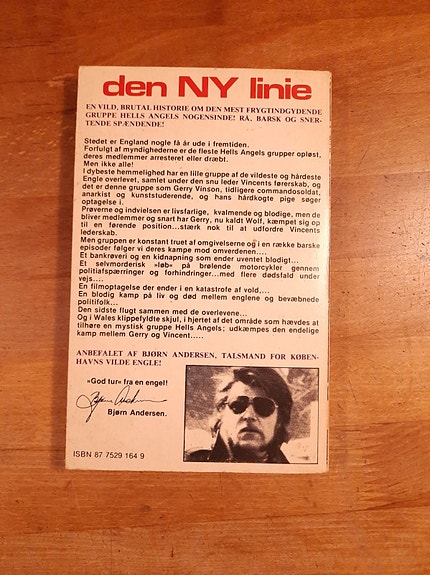 den NY linie
EN VILD, BRUTAL HISTORIE OM DEN MEST FRYGTINDGYDENDE
GRUPPE HELLS ANGELS NOGENSINDE! RÅ, BARSK OG SNER-
TENDE SPÆNDENDE!
Stedet er England nogle få år ude i fremtiden.
Forfulgt af myndighederne er de fleste Hells Angels grupper opløst,
deres medlemmer arresteret eller dræbt.
Men ikke alle!
I dybeste hemmelighed har en lille gruppe af de vildeste og hårdeste
Engle overlevet, samlet under den snu leder Vincents førerskab, og
det er denne gruppe som Gerry Vinson, tidligere commandosoldat,
anarkist og kunststuderende, og hans hårdkogte pige søger
optagelse i.
Prøverne og indvielsen er livsfarlige, kvalmende og blodige, men de
bliver medlemmer og snart har Gerry, nu kaldt Wolf, kæmpet sig op
til en førende position...stærk nok til at udfordre Vincents
lederskab.
Men gruppen er konstant truet af omgivelserne og i en række barske
episoder følger vi deres kampe mod omverdenen....
Et bankrøveri og en kidnapning som ender uventet blodigt...
Et selvmorderisk »løb« på brølende motorcykler gennem
politiafspærringer og forhindringer...med flere dødsfald under
vejs....
En filmoptagelse der ender i en katastrofe af vold,...
En blodig kamp på liv og død mellem englene og bevæbnede
politifolk...
Den sidste flugt sammen med de overlevende...
Og i Wales klippefyldte skjul, i hjertet af det område som hævdes at
tilhøre en mystisk gruppe Hells Angels; udkæmpes den endelige
kamp mellem Gerry og Vincent.....
ANBEFALET AF BJØRN ANDERSEN, TALSMAND FOR KØBEN-
HAVNS VILDE ENGLE!
»God tur« fra en engel!
Bjørn Andersen
Bjørn Andersen.
ISBN 87 7529 164 9